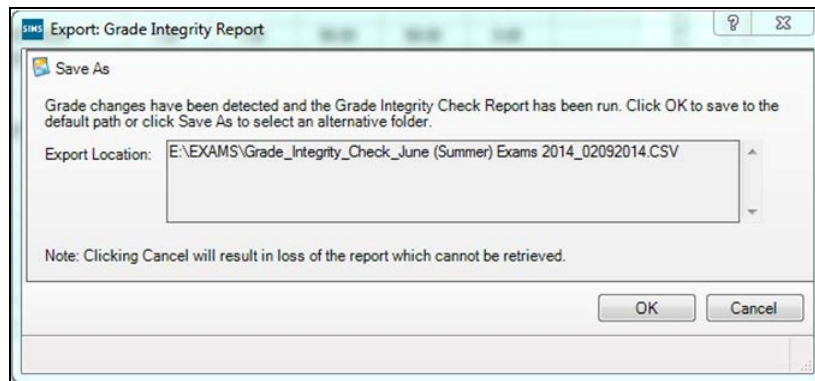 SIMS Export: Grade Integrity Report
Save As
Grade changes have been detected and the Grade Integrity Check Report has been run. Click OK to save to the
default path or click Save As to select an alternative folder.
Export Location: E:\EXAMS\Grade_Integrity_Check_June (Summer) Exams 2014_02092014.CSV
Note: Clicking Cancel will result in loss of the report which cannot be retrieved.
OK Cancel